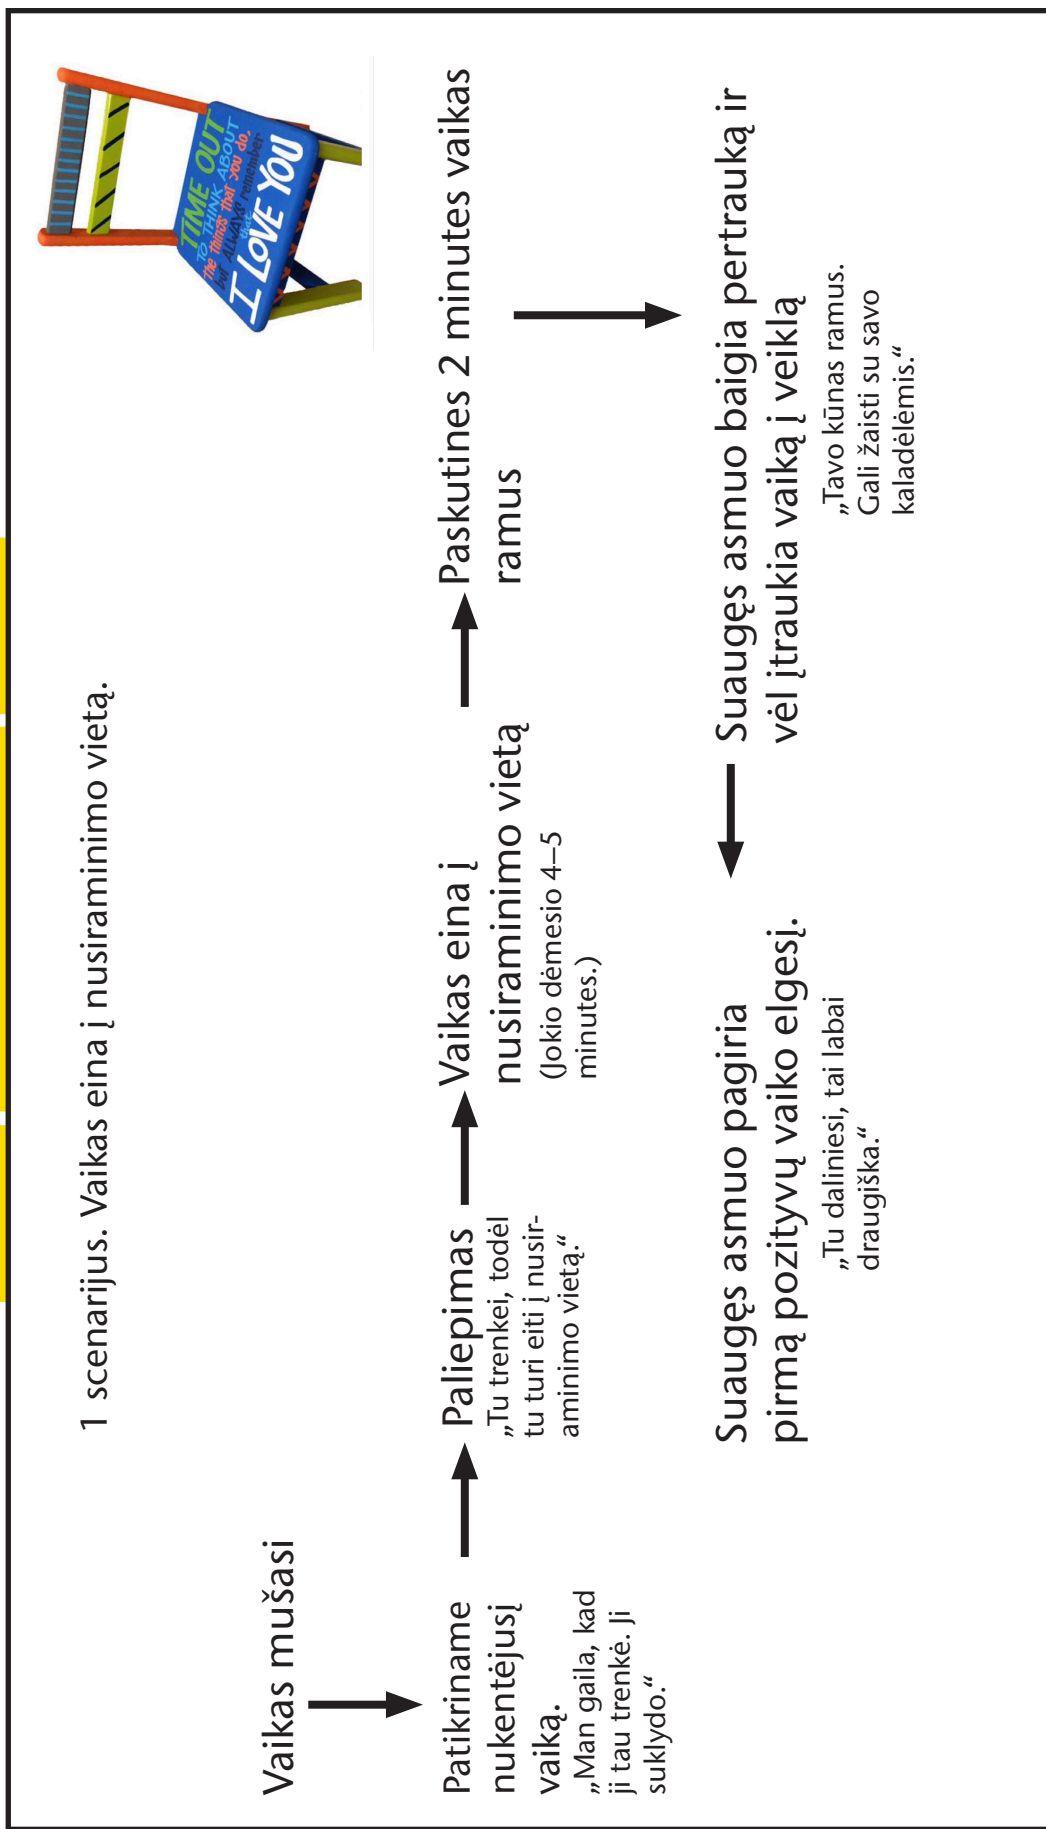 1 scenarijus. Vaikas eina į nusiraminimo vietą.
TIME OUT
TO THINK ABOUT
the things that you do,
but ALWAYS remember
that
I LOVE YOU
Vaikas mušasi
Patikriname
nukentėjusį
vaiką.
„Man gaila, kad
ji tau trenkė. Ji
suklydo.“
Paliepimas
„Tu trenkei, todėl
tu turi eiti į nusir-
aminimo vietą.“
Vaikas eina į
nusiraminimo vietą
(Jokio dėmesio 4–5
minutes.)
Paskutines 2 minutes vaikas
ramus
Suaugęs asmuo baigia pertrauką ir
vėl įtraukia vaiką į veiklą
„Tavo kūnas ramus.
Gali žaisti su savo
kaladėlėmis.“
Suaugęs asmuo pagiria
pirmą pozityvų vaiko elgesį.
„Tu daliniesi, tai labai
draugiška.“